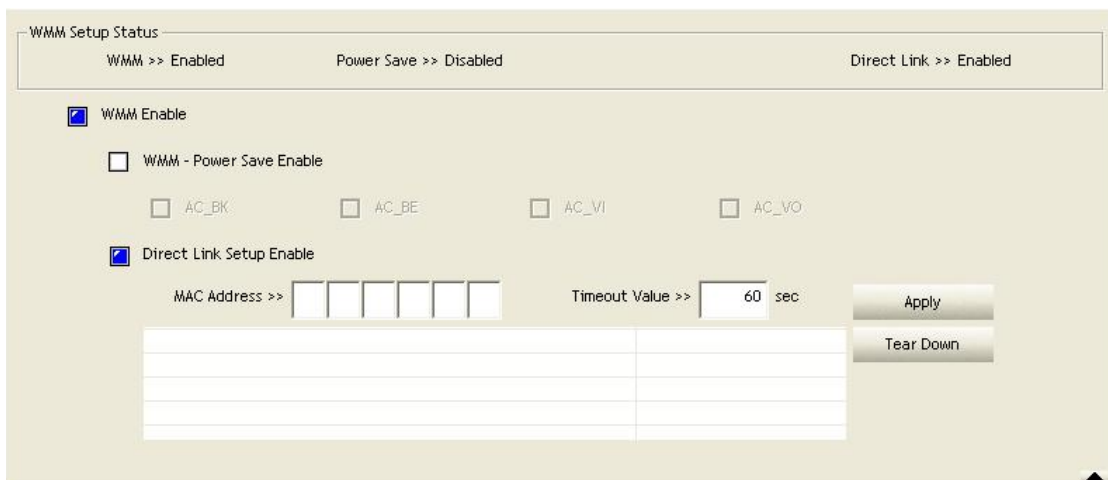 WMM Setup Status
WMM >> Enabled Power Save >> Disabled Direct Link >> Enabled
WMM Enable
WMM - Power Save Enable
AC_BK AC_BE AC_VI AC_VO
Direct Link Setup Enable
MAC Address >> Timeout Value >> 60 sec Apply
Tear Down